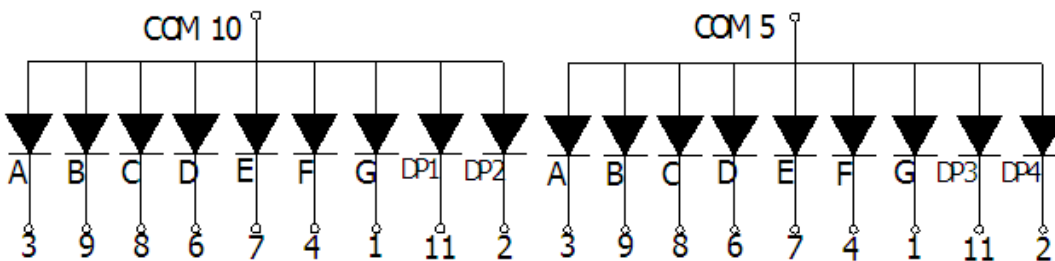 COM 10 COM 5
A B C D E F G DP1 DP2 A B C D E F G DP3 DP4
3 9 8 6 7 4 1 11 2 3 9 8 6 7 4 1 11 2